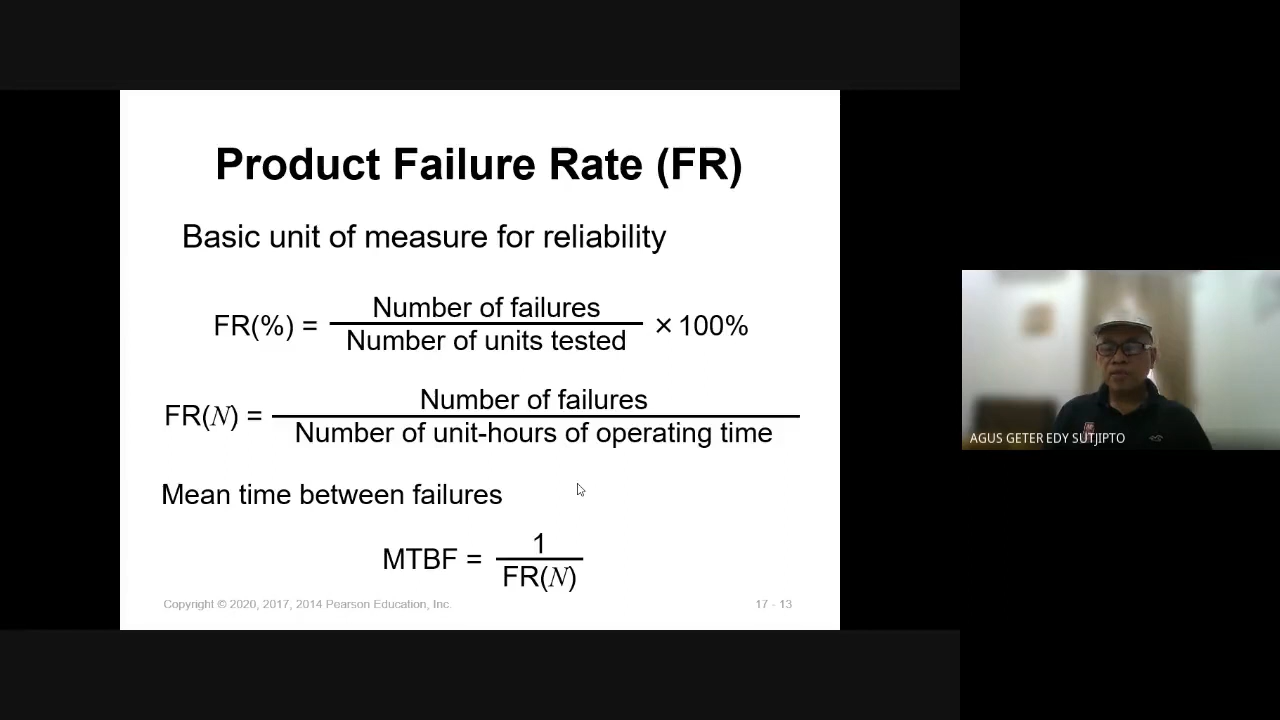 Product Failure Rate (FR)
Basic unit of measure for reliability
FR(%) = Number of failures / Number of units tested × 100%
FR(N) = Number of failures / Number of unit-hours of operating time
Mean time between failures
MTBF = 1 / FR(N)
Copyright © 2020, 2017, 2014 Pearson Education, Inc. 17 - 13
AGUS GETER EDY SUTJIPTO